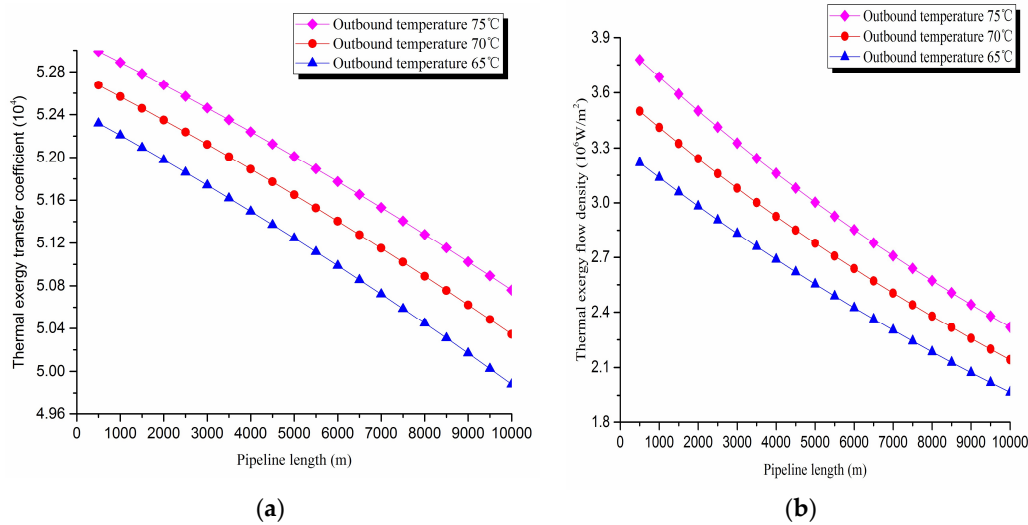 Outbound temperature 75℃
Outbound temperature 70℃
Outbound temperature 65℃
Thermal exergy transfer coefficient (10⁴)
5.28
5.24
5.20
5.16
5.12
5.08
5.04
5.00
4.96
0 1000 2000 3000 4000 5000 6000 7000 8000 9000 10000
Pipeline length (m)
(a)
Outbound temperature 75℃
Outbound temperature 70℃
Outbound temperature 65℃
Thermal exergy flow density (10⁶W/m²)
3.9
3.6
3.3
3.0
2.7
2.4
2.1
1.8
0 1000 2000 3000 4000 5000 6000 7000 8000 9000 10000
Pipeline length (m)
(b)